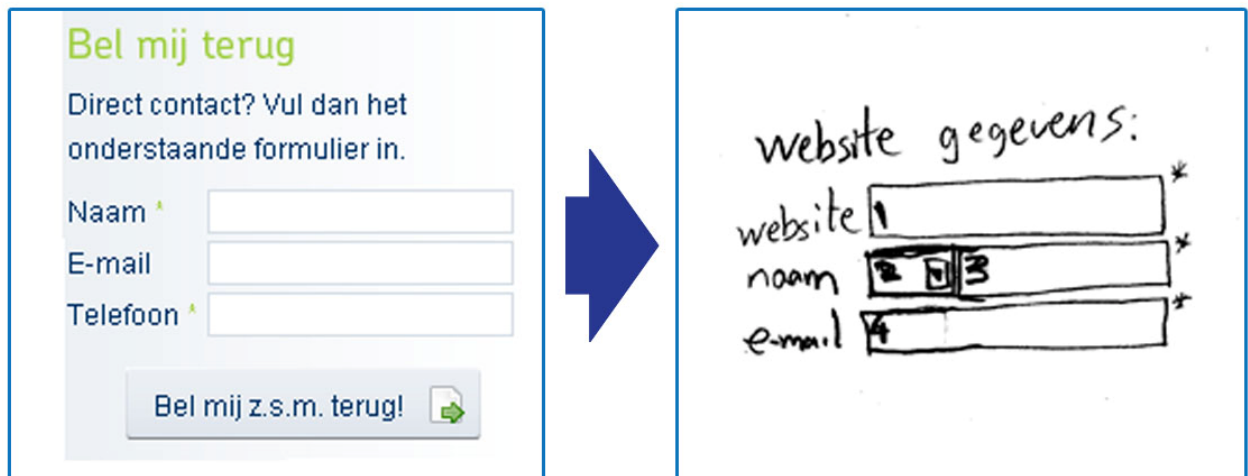 Bel mij terug
Direct contact? Vul dan het
onderstaande formulier in.
Naam *
E-mail
Telefoon *
Bel mij z.s.m. terug!
website gegevens:
website 1 *
naam 2 3 *
e-mail 4 *